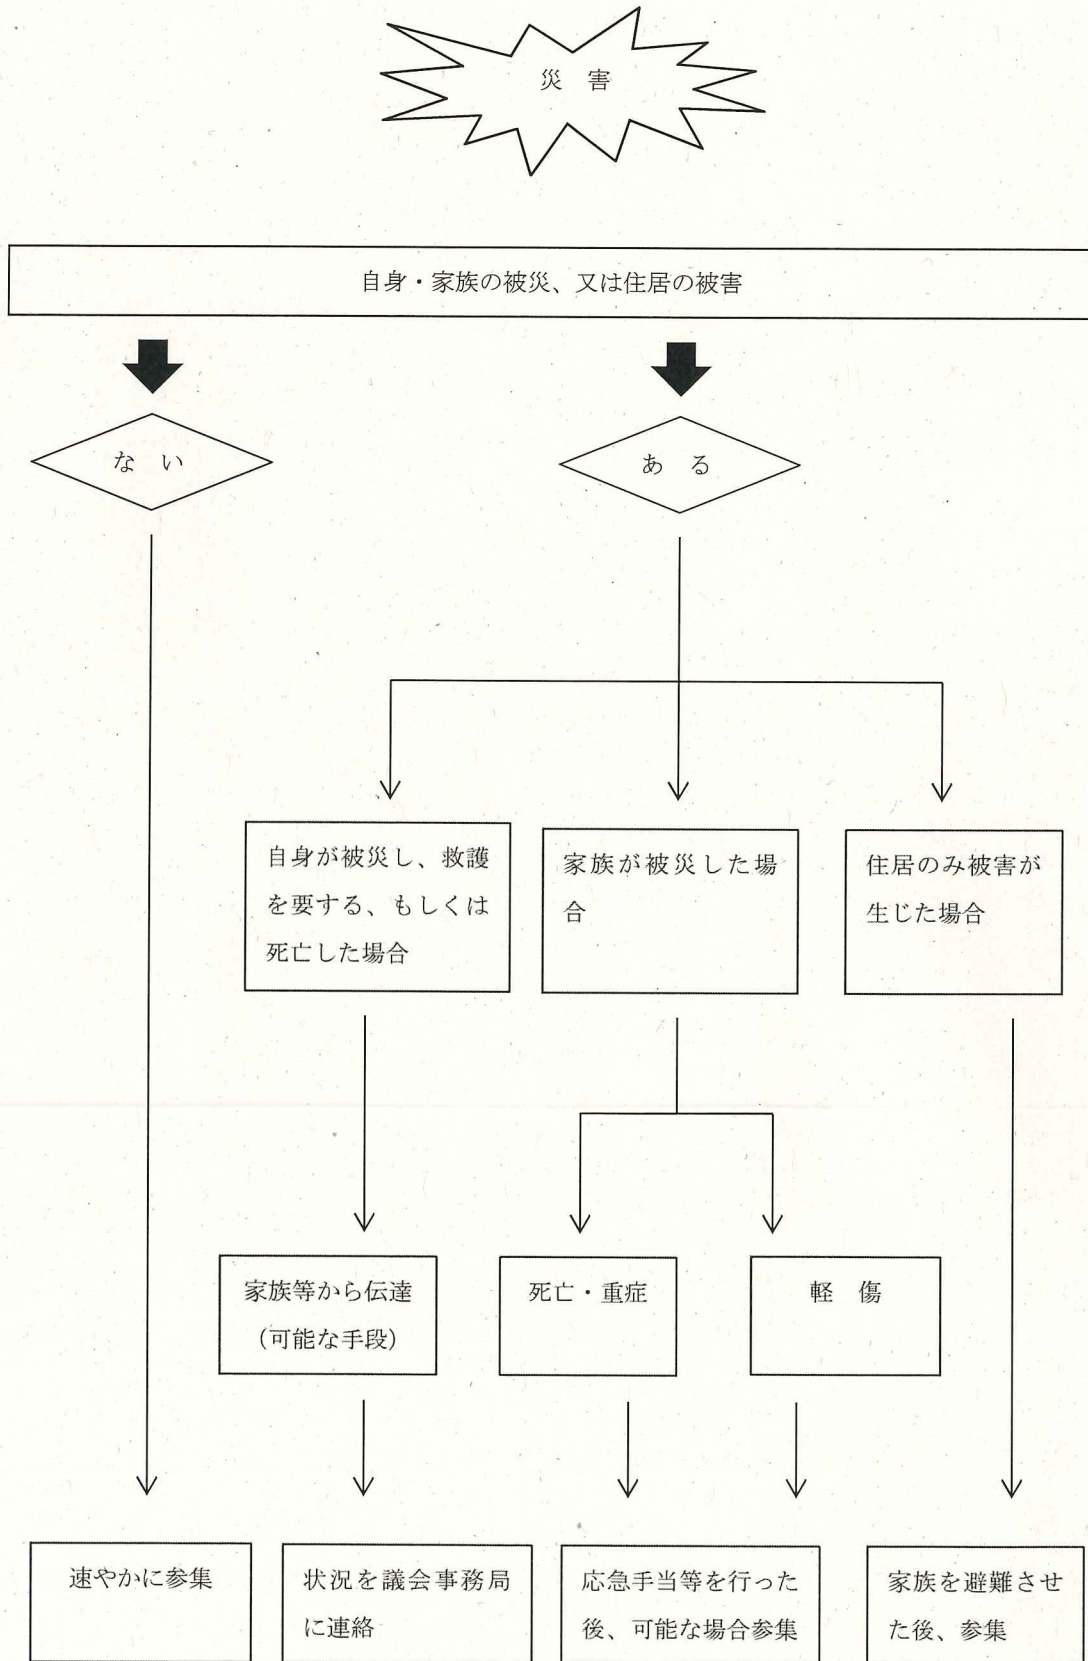 災　害
自身・家族の被災、又は住居の被害
な　い
あ　る
自身が被災し、救護
を要する、もしくは
死亡した場合
家族が被災した場
合
住居のみ被害が
生じた場合
家族等から伝達
（可能な手段）
死亡・重症
軽　傷
速やかに参集
状況を議会事務局
に連絡
応急手当等を行った
後、可能な場合参集
家族を避難させ
た後、参集